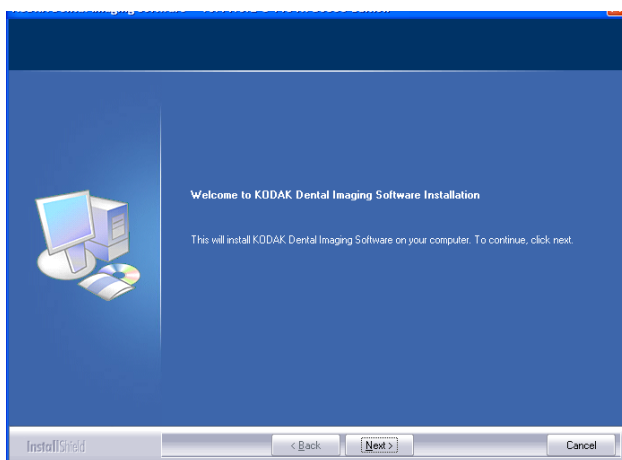 Welcome to KODAK Dental Imaging Software Installation
This will install KODAK Dental Imaging Software on your computer. To continue, click next.
InstallShield
< Back
Next >
Cancel